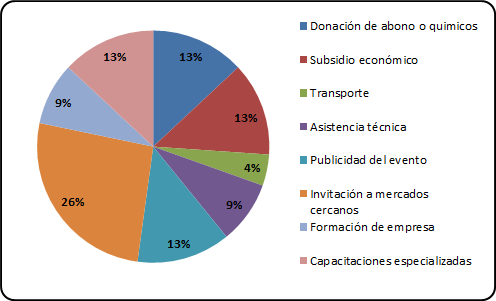 13%
13%
4%
9%
13%
26%
9%
13%
Donación de abono o quimicos
Subsidio económico
Transporte
Asistencia técnica
Publicidad del evento
Invitación a mercados
cercanos
Formación de empresa
Capacitaciones especializadas